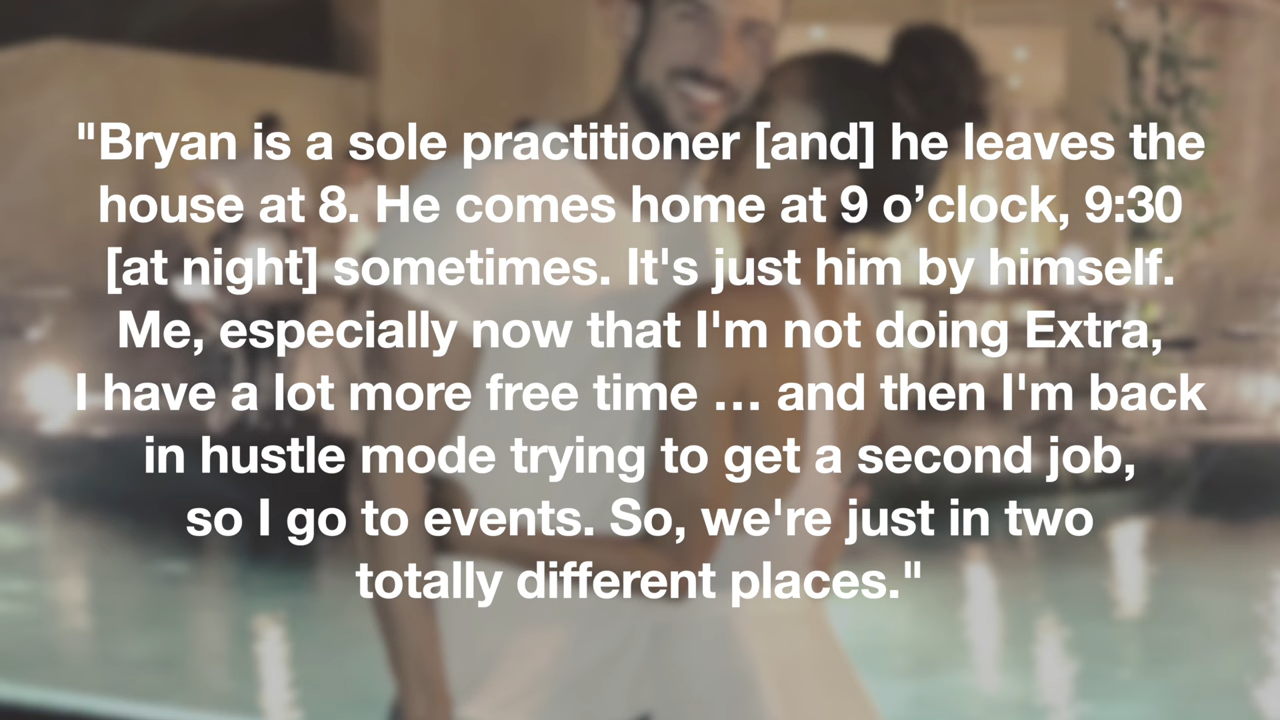 "Bryan is a sole practitioner [and] he leaves the
house at 8. He comes home at 9 o’clock, 9:30
[at night] sometimes. It's just him by himself.
Me, especially now that I'm not doing Extra,
I have a lot more free time … and then I'm back
in hustle mode trying to get a second job,
so I go to events. So, we're just in two
totally different places."